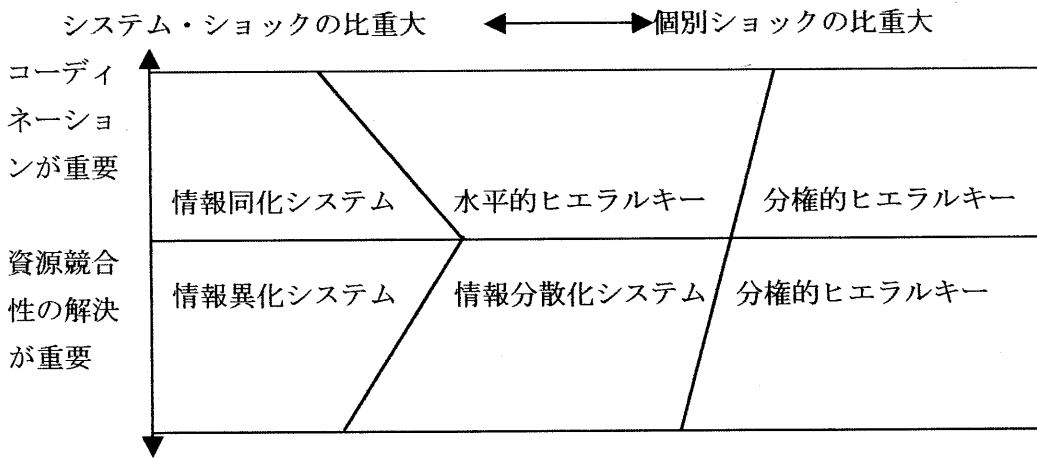 システム・ショックの比重大
個別ショックの比重大
コーディ
ネーショ
ンが重要
情報同化システム
水平的ヒエラルキー
分権的ヒエラルキー
資源競合
性の解決
が重要
情報異化システム
情報分散化システム
分権的ヒエラルキー